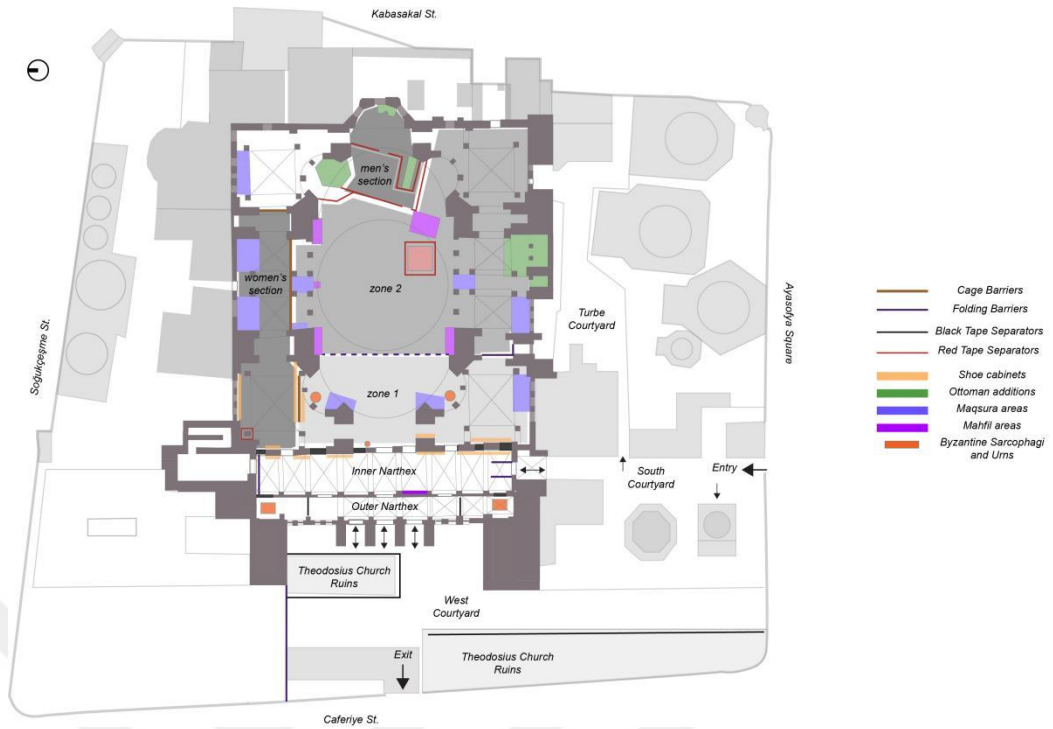 Kabasakal St.
men's
section
women's
section
zone 2
Soğukçeşme St.
Turbe
Courtyard
Ayasofya Square
zone 1
Inner Narthex
South
Courtyard
Entry
Outer Narthex
Theodosius Church
Ruins
West
Courtyard
Exit
Theodosius Church
Ruins
Caferiye St.
Cage Barriers
Folding Barriers
Black Tape Separators
Red Tape Separators
Shoe cabinets
Ottoman additions
Maqsura areas
Mahfil areas
Byzantine Sarcophagi
and Urns